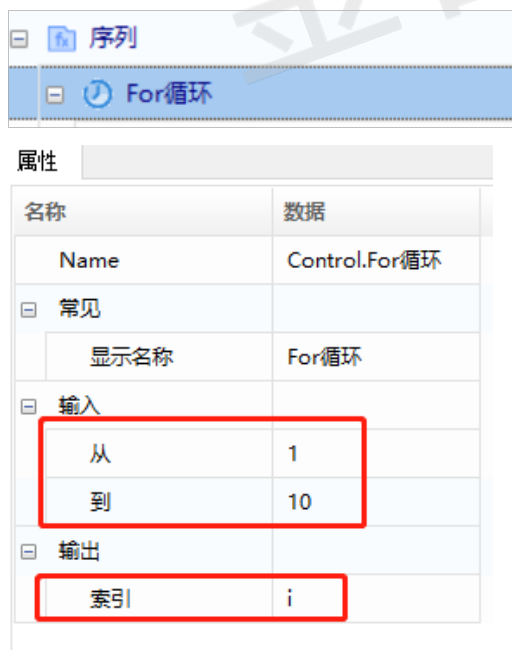 序列
For循环
属性
名称 数据
Name Control.For循环
常见
显示名称 For循环
输入
从 1
到 10
输出
索引 i